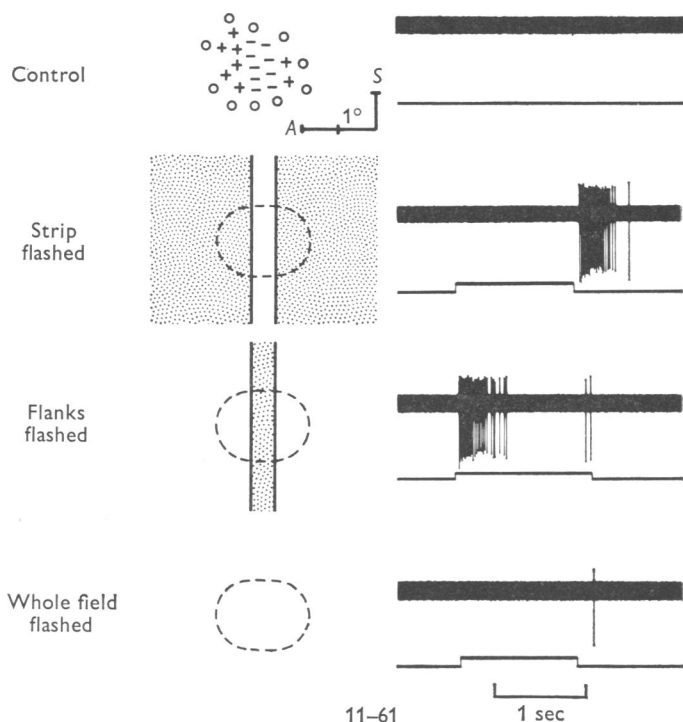 Control
S
A
1°
Strip
flashed
Flanks
flashed
Whole field
flashed
11–61
1 sec